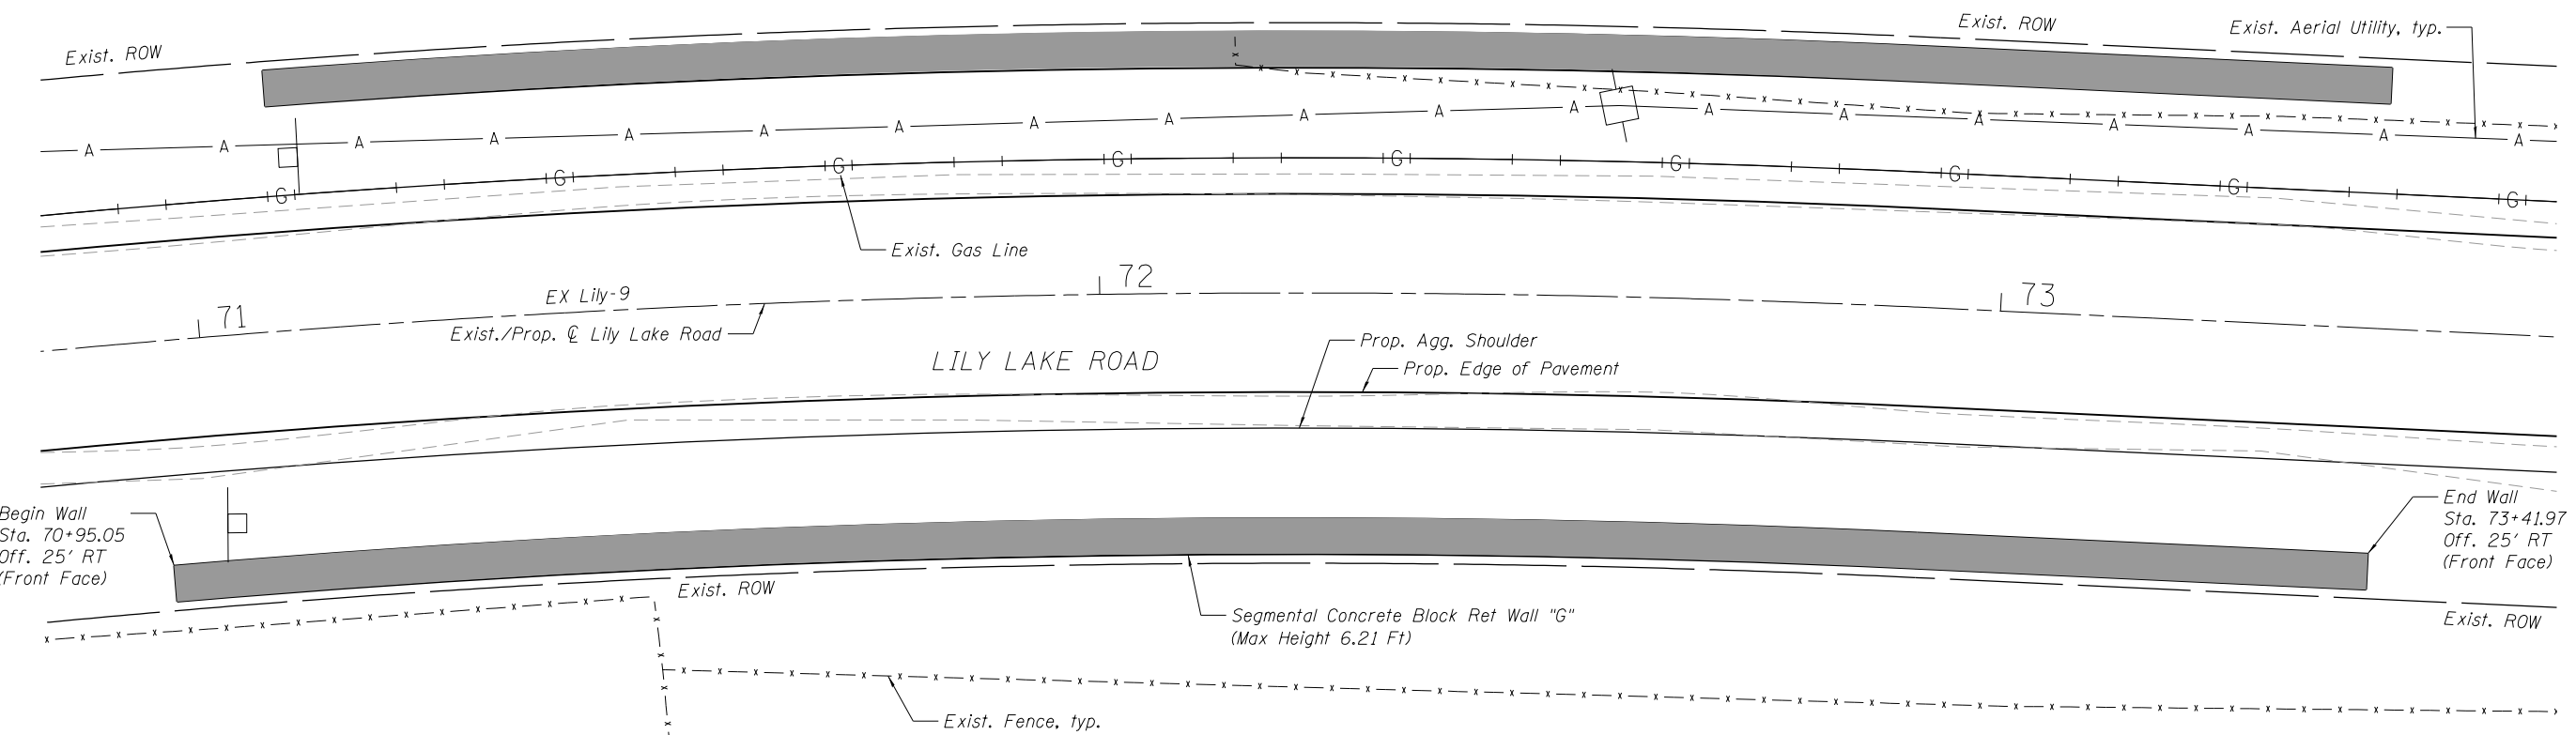 Exist. ROW
Exist. ROW
Exist. Aerial Utility, typ.
A A A A A A A A A A A A A A A A A A A
G G G G G G G G G
Exist. Gas Line
71
EX Lily-9
72
73
Exist./Prop. ℄ Lily Lake Road
LILY LAKE ROAD
Prop. Agg. Shoulder
Prop. Edge of Pavement
Begin Wall
Sta. 70+95.05
Off. 25' RT
(Front Face)
End Wall
Sta. 73+41.97
Off. 25' RT
(Front Face)
Exist. ROW
Segmental Concrete Block Ret Wall "G"
(Max Height 6.21 Ft)
Exist. ROW
Exist. Fence, typ.